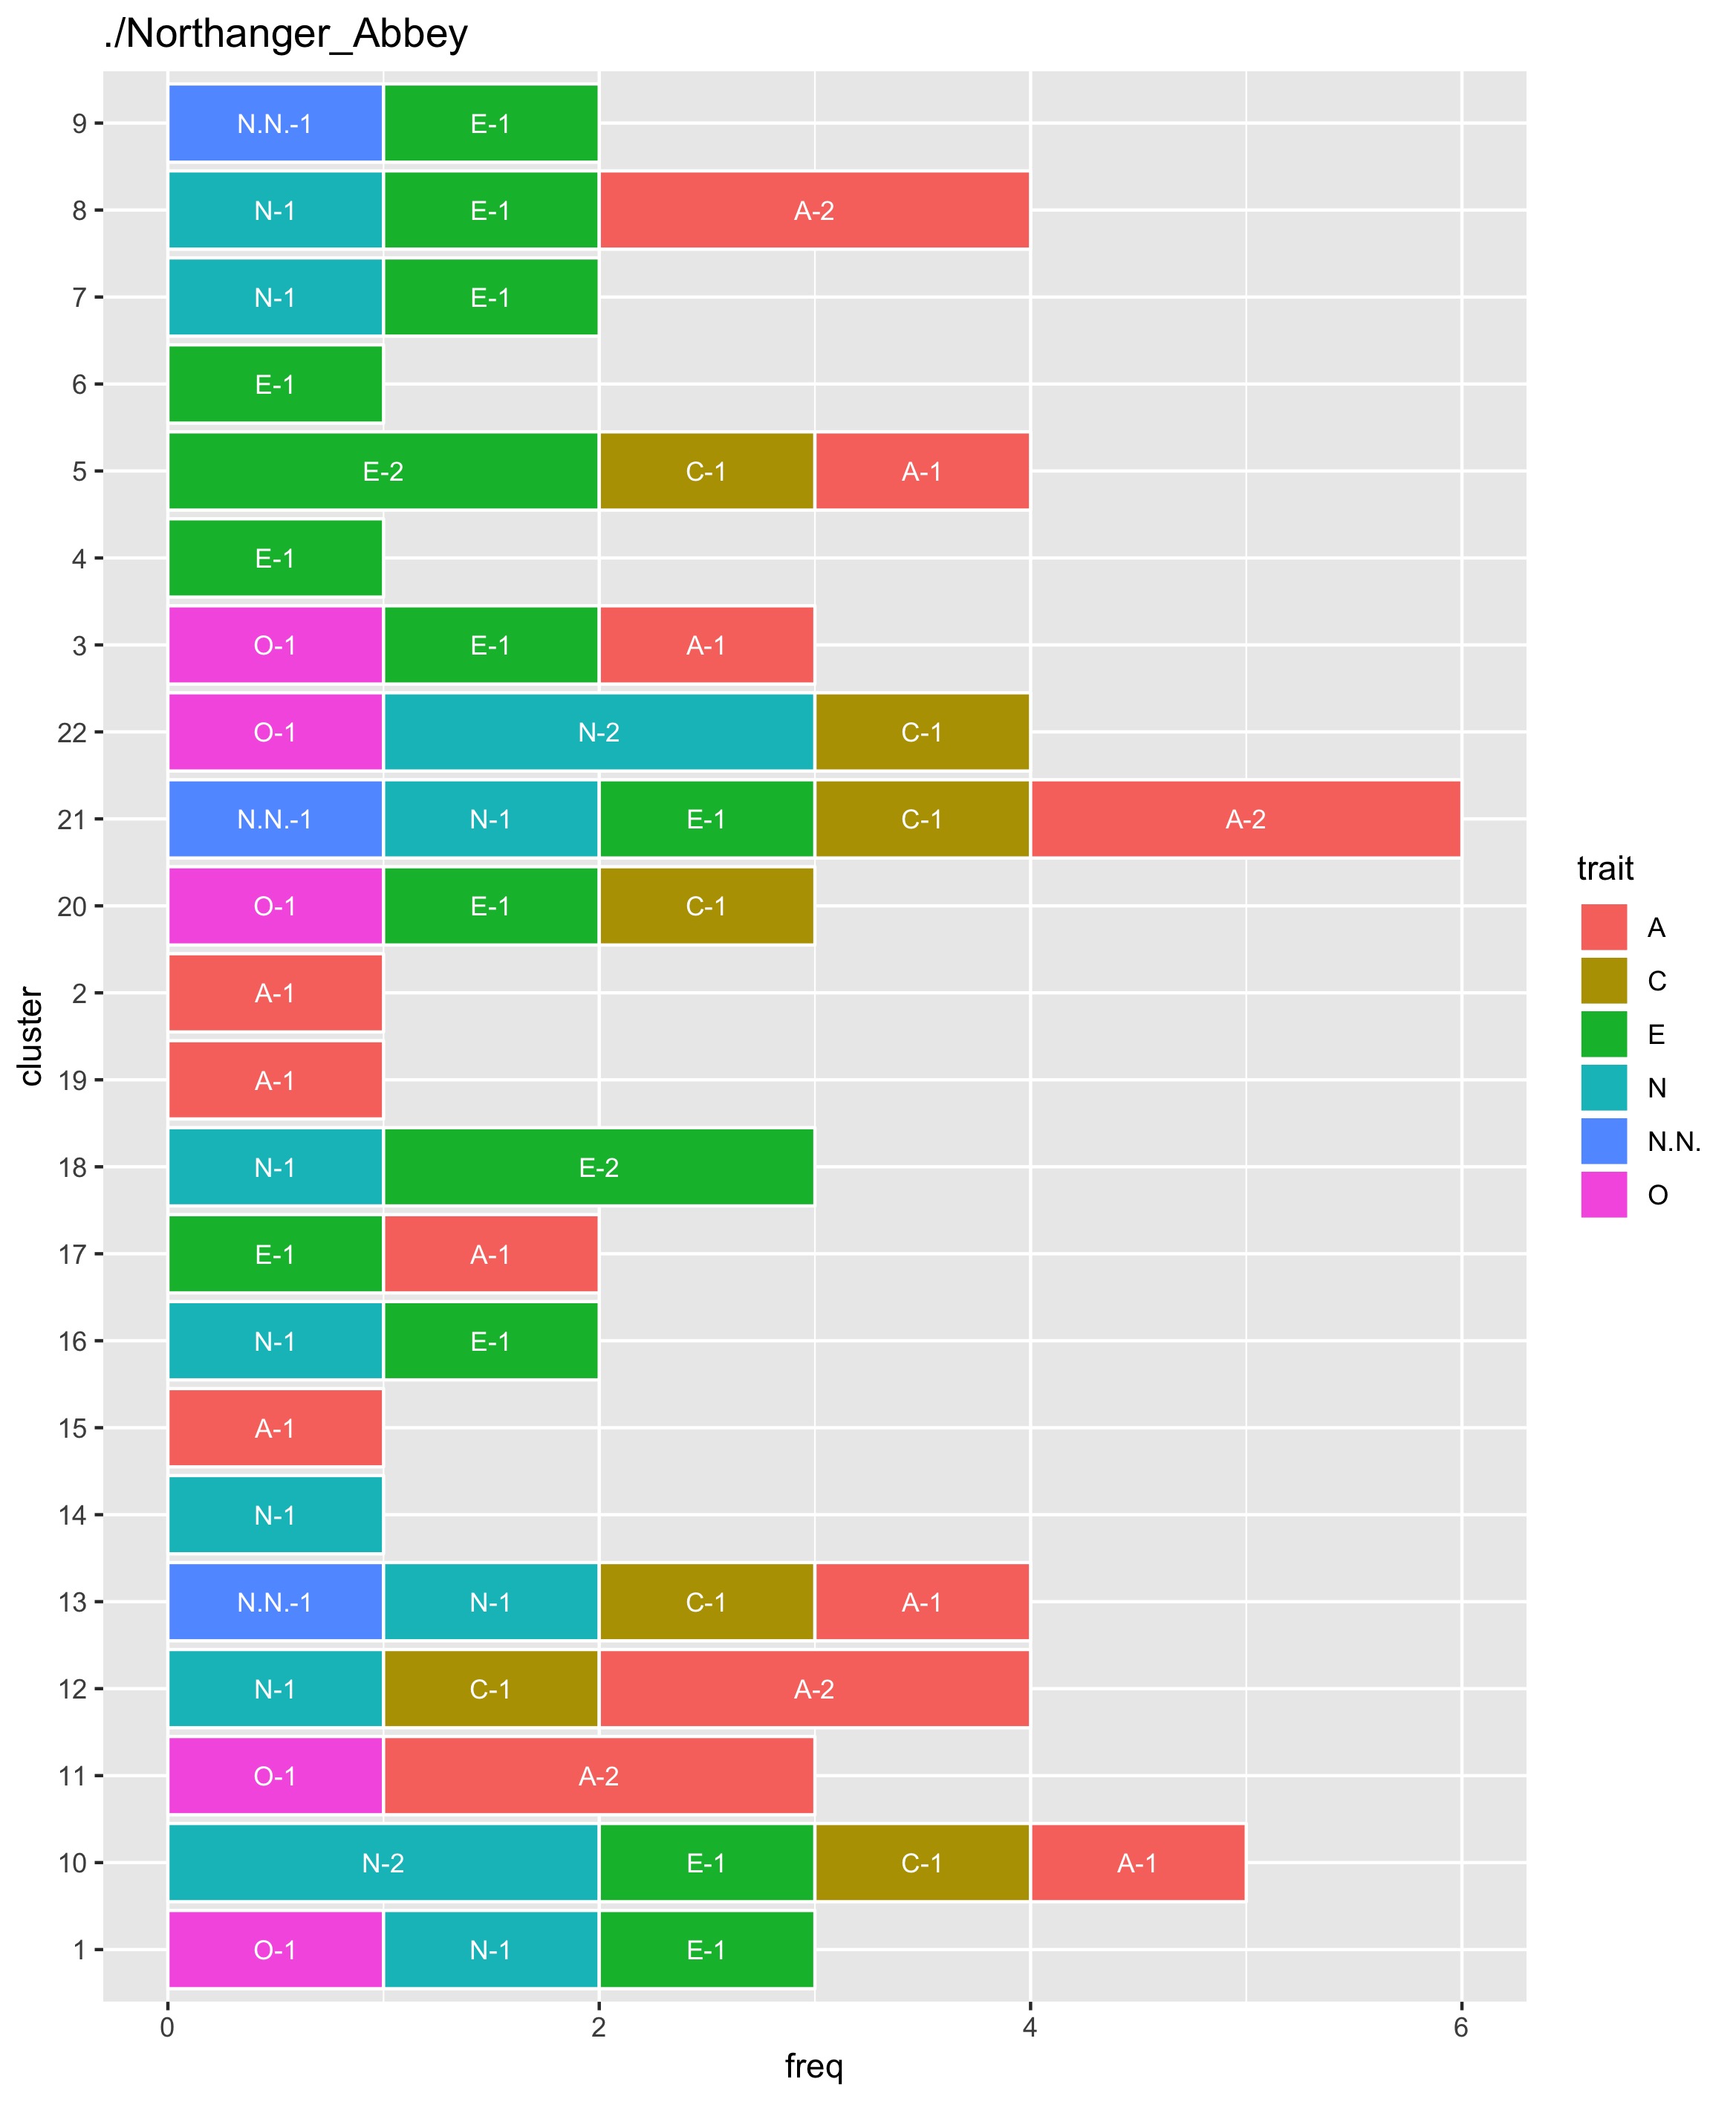 ./Northanger_Abbey
9 N.N.-1 E-1
8 N-1 E-1 A-2
7 N-1 E-1
6 E-1
5 E-2 C-1 A-1
4 E-1
3 O-1 E-1 A-1
22 O-1 N-2 C-1
21 N.N.-1 N-1 E-1 C-1 A-2
20 O-1 E-1 C-1
2 A-1
19 A-1
18 N-1 E-2
17 E-1 A-1
16 N-1 E-1
15 A-1
14 N-1
13 N.N.-1 N-1 C-1 A-1
12 N-1 C-1 A-2
11 O-1 A-2
10 N-2 E-1 C-1 A-1
1 O-1 N-1 E-1
0 2 4 6
freq
cluster
trait
A
C
E
N
N.N.
O